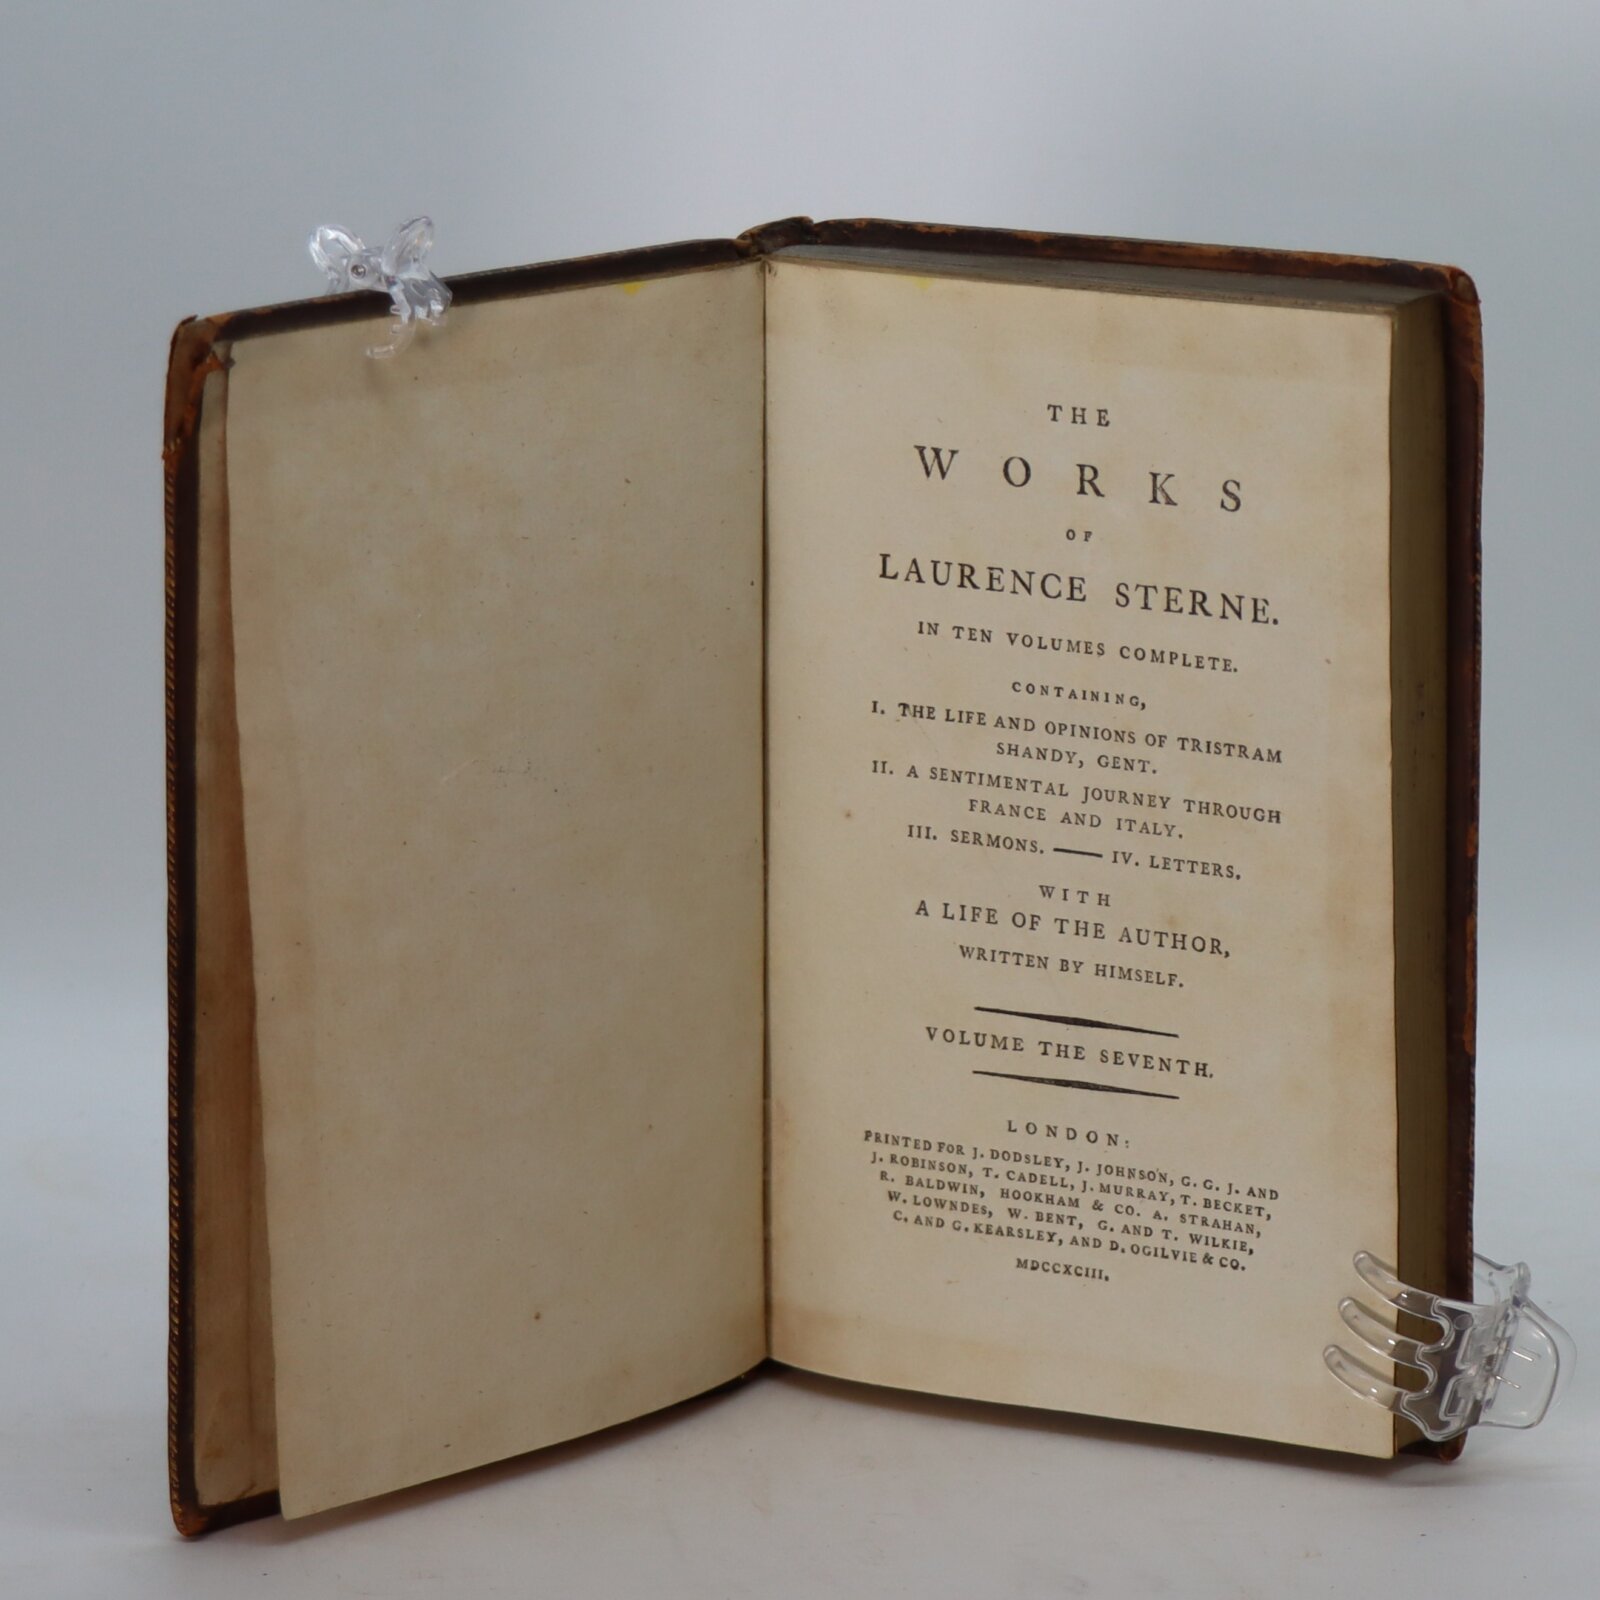 THE
WORKS
OF
LAURENCE STERNE.
IN TEN VOLUMES COMPLETE.
CONTAINING,
I. THE LIFE AND OPINIONS OF TRISTRAM
SHANDY, GENT.
II. A SENTIMENTAL JOURNEY THROUGH
FRANCE AND ITALY.
III. SERMONS. —— IV. LETTERS.
WITH
A LIFE OF THE AUTHOR,
WRITTEN BY HIMSELF.
VOLUME THE SEVENTH.
LONDON:
PRINTED FOR J. DODSLEY, J. JOHNSON, G. G. J. AND
J. ROBINSON, T. CADELL, J. MURRAY, T. BECKET,
R. BALDWIN, HOOKHAM & CO. A. STRAHAN,
W. LOWNDES, W. BENT, G. AND T. WILKIE,
C. AND G. KEARSLEY, AND D. OGILVIE & CO.
MDCCXCIII.